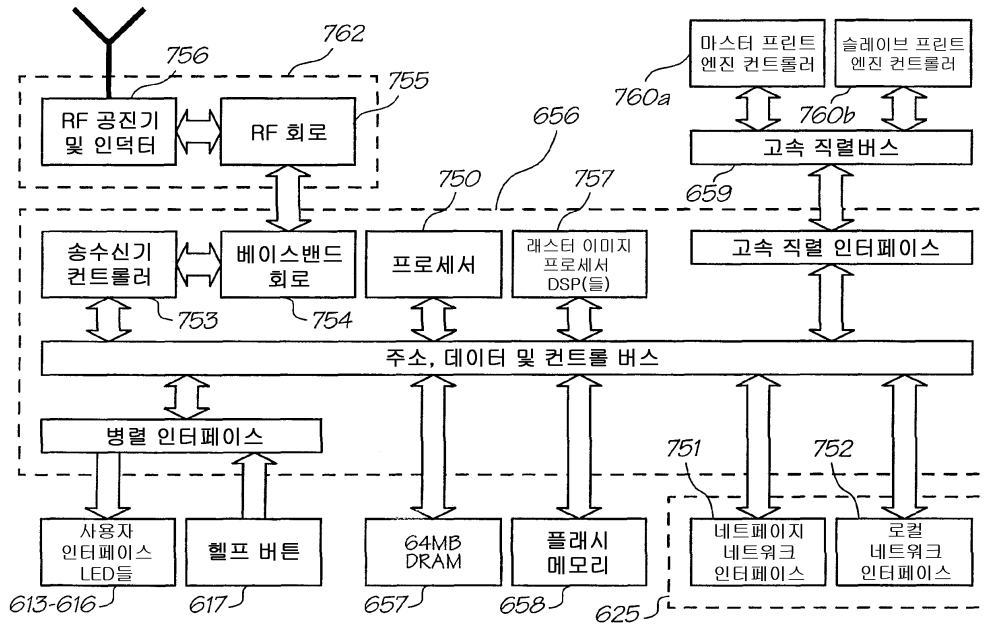 756
762
755
RF 공진기
및 인덕터
RF 회로
656
마스터 프린트
엔진 컨트롤러
슬레이브 프린트
엔진 컨트롤러
760a
760b
고속 직렬버스
659
750
757
송수신기
컨트롤러
베이스밴드
회로
프로세서
래스터 이미지
프로세서
DSP(들)
고속 직렬 인터페이스
753
754
주소, 데이터 및 컨트롤 버스
병렬 인터페이스
751
752
사용자
인터페이스
LED들
헬프 버튼
64MB
DRAM
플래시
메모리
네트페이지
네트워크
인터페이스
로컬
네트워크
인터페이스
613-616
617
657
658
625